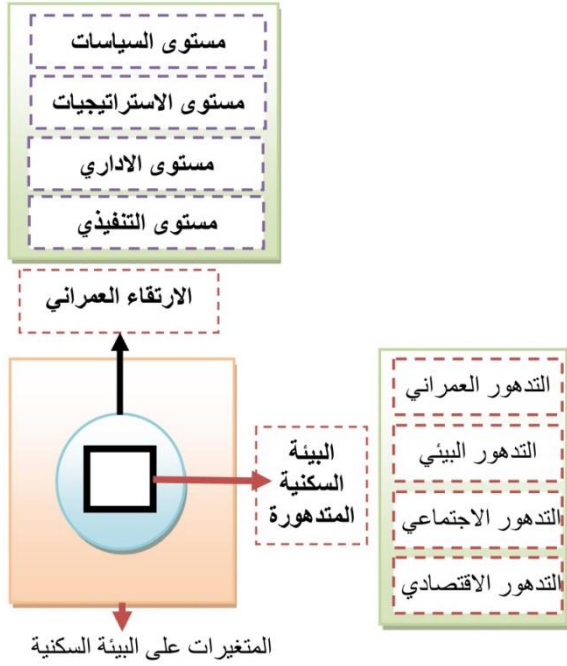 مستوى السياسات
مستوى الاستراتيجيات
مستوى الاداري
مستوى التنفيذي
الارتقاء العمراني
البيئة
السكنية
المتدهورة
التدهور العمراني
التدهور البيئي
التدهور الاجتماعي
التدهور الاقتصادي
المتغيرات على البيئة السكنية